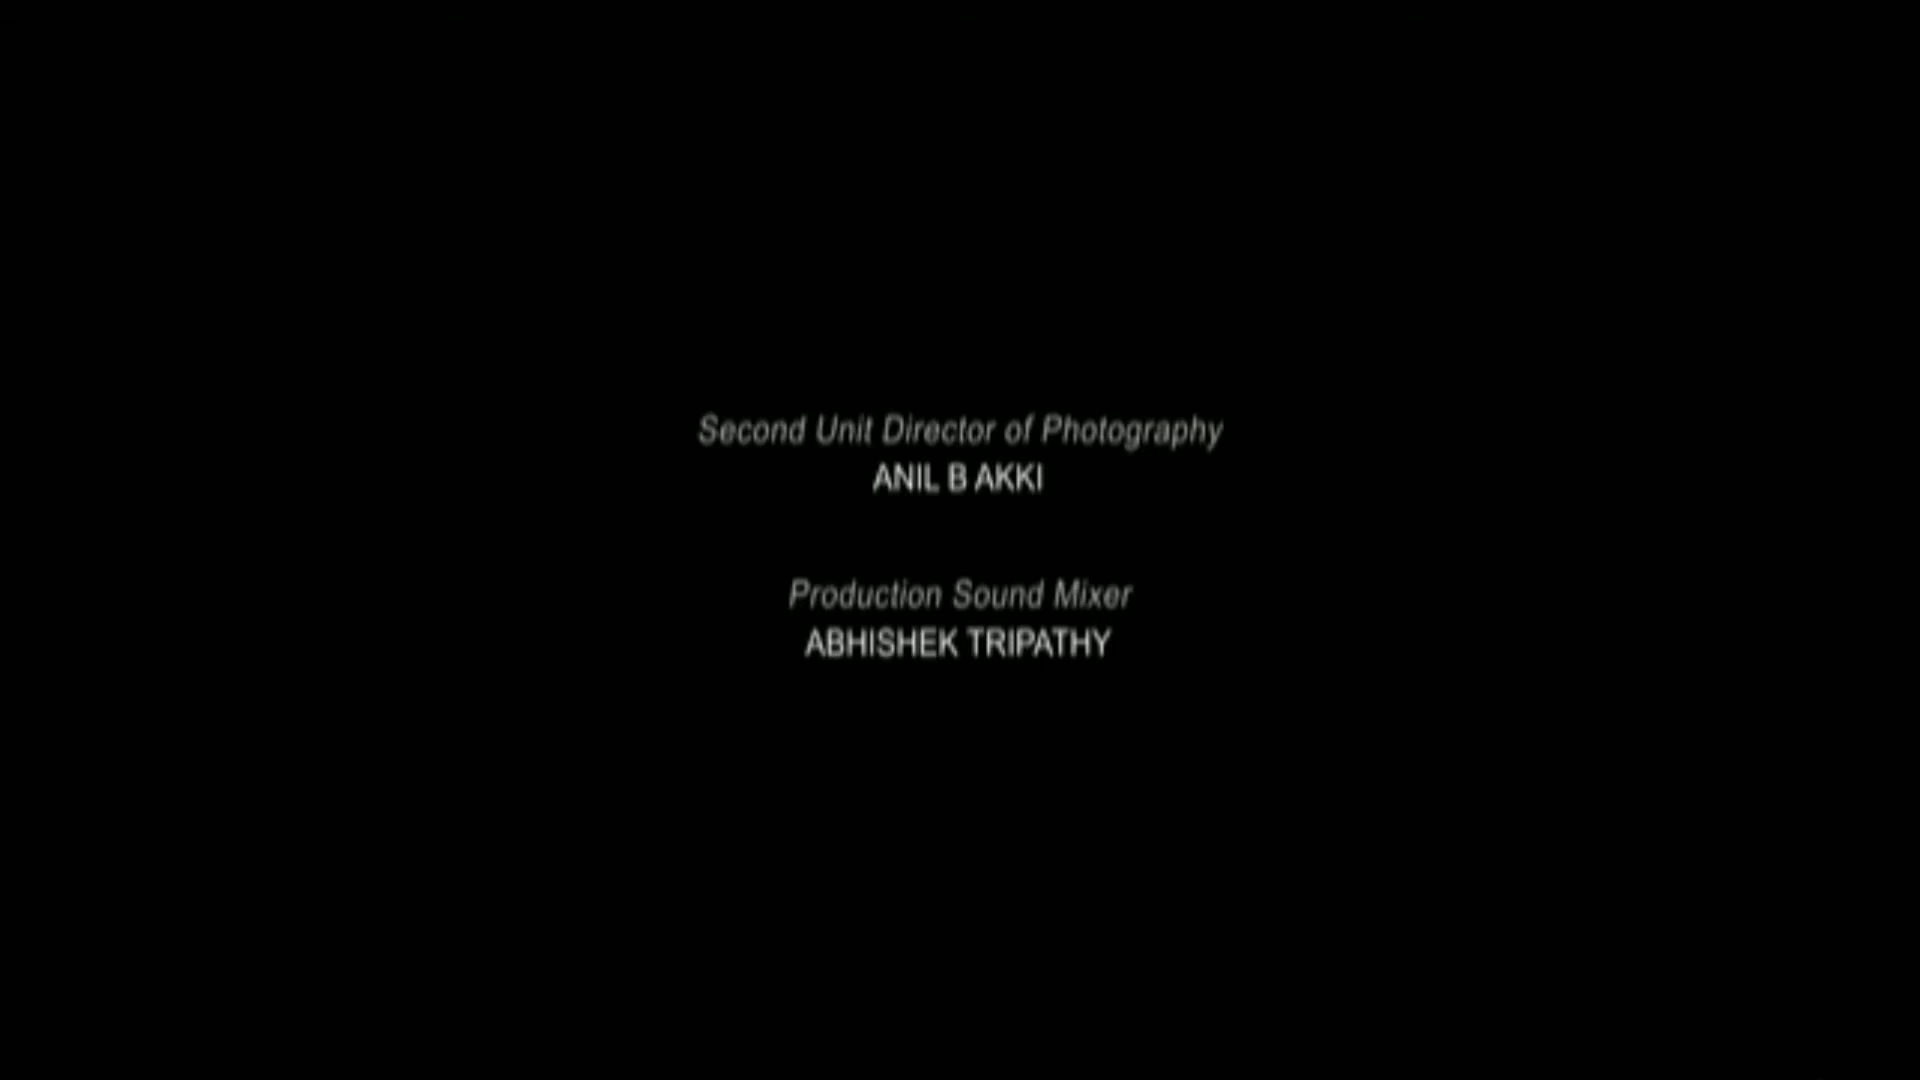 Second Unit Director of Photography
ANIL B AKKI
Production Sound Mixer
ABHISHEK TRIPATHY